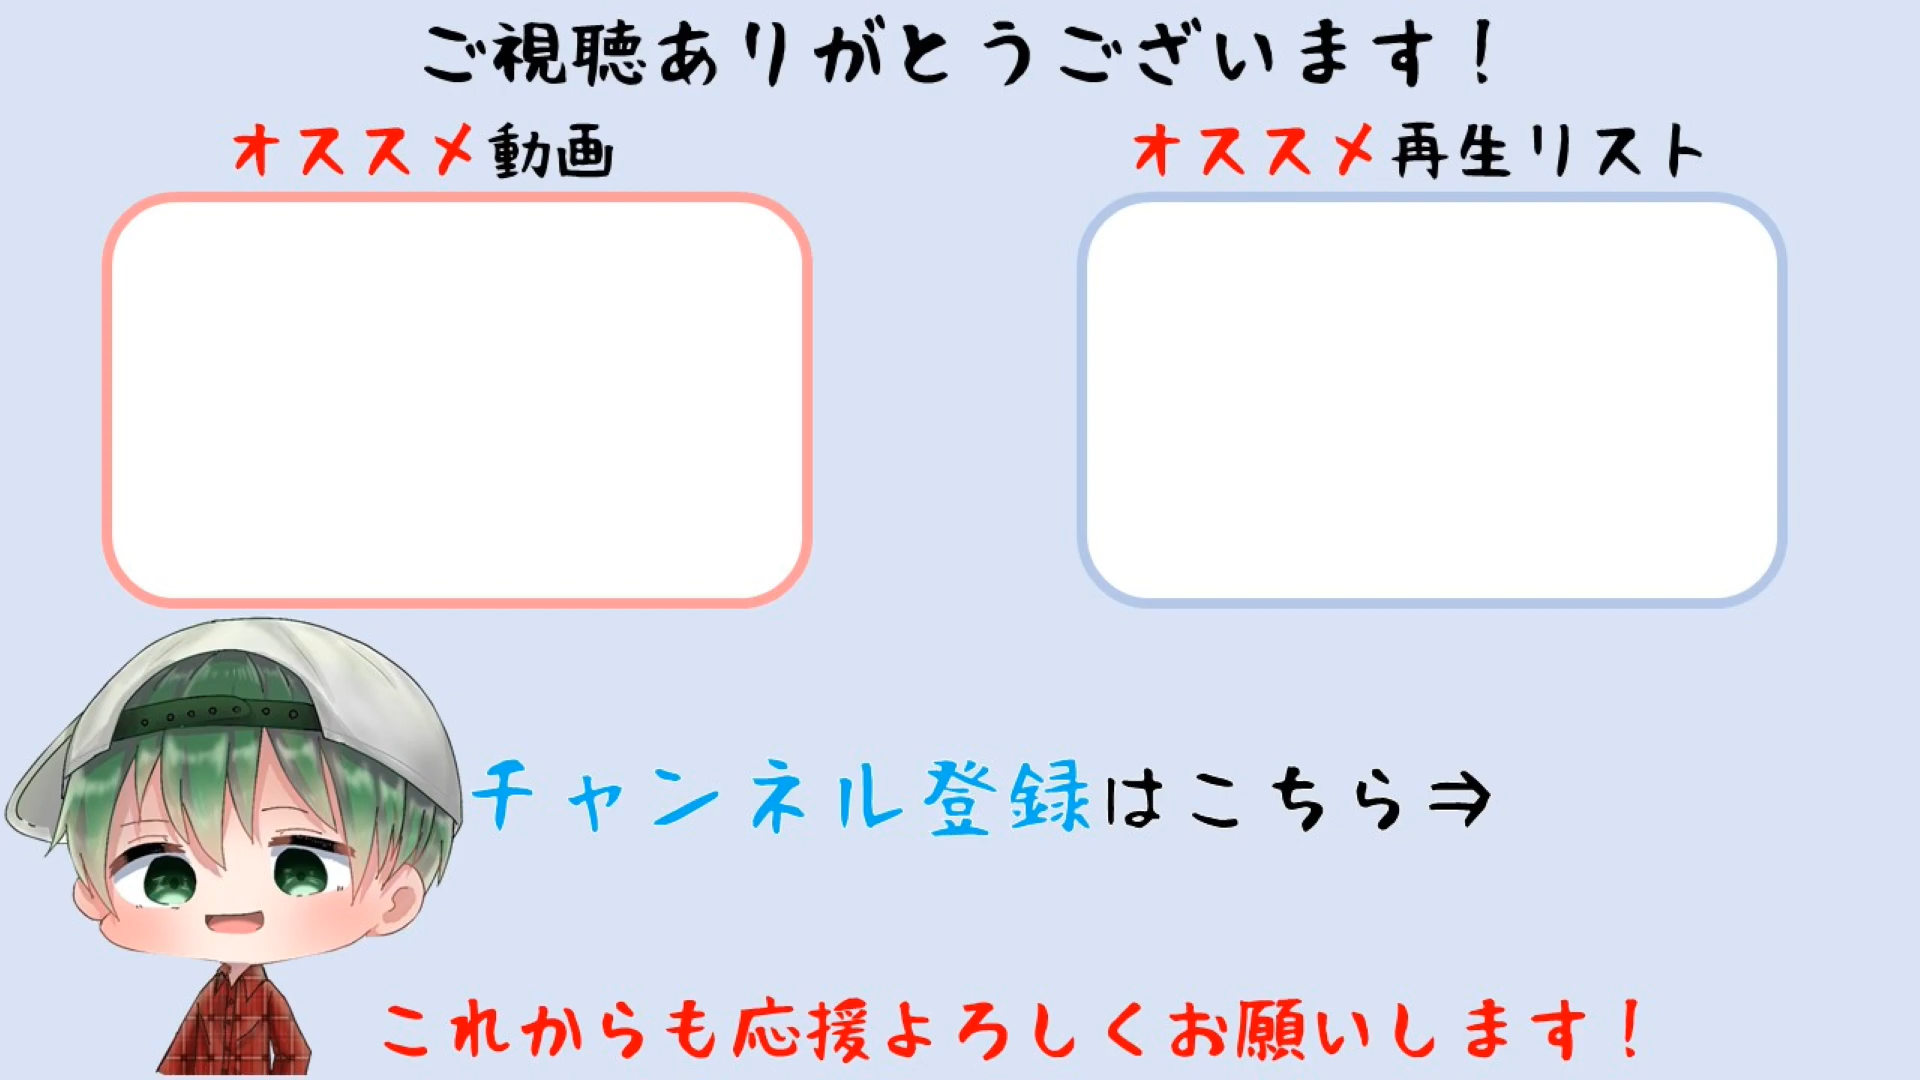 ご視聴ありがとうございます！
オススメ動画
オススメ再生リスト
チャンネル登録はこちら⇒
これからも応援よろしくお願いします！